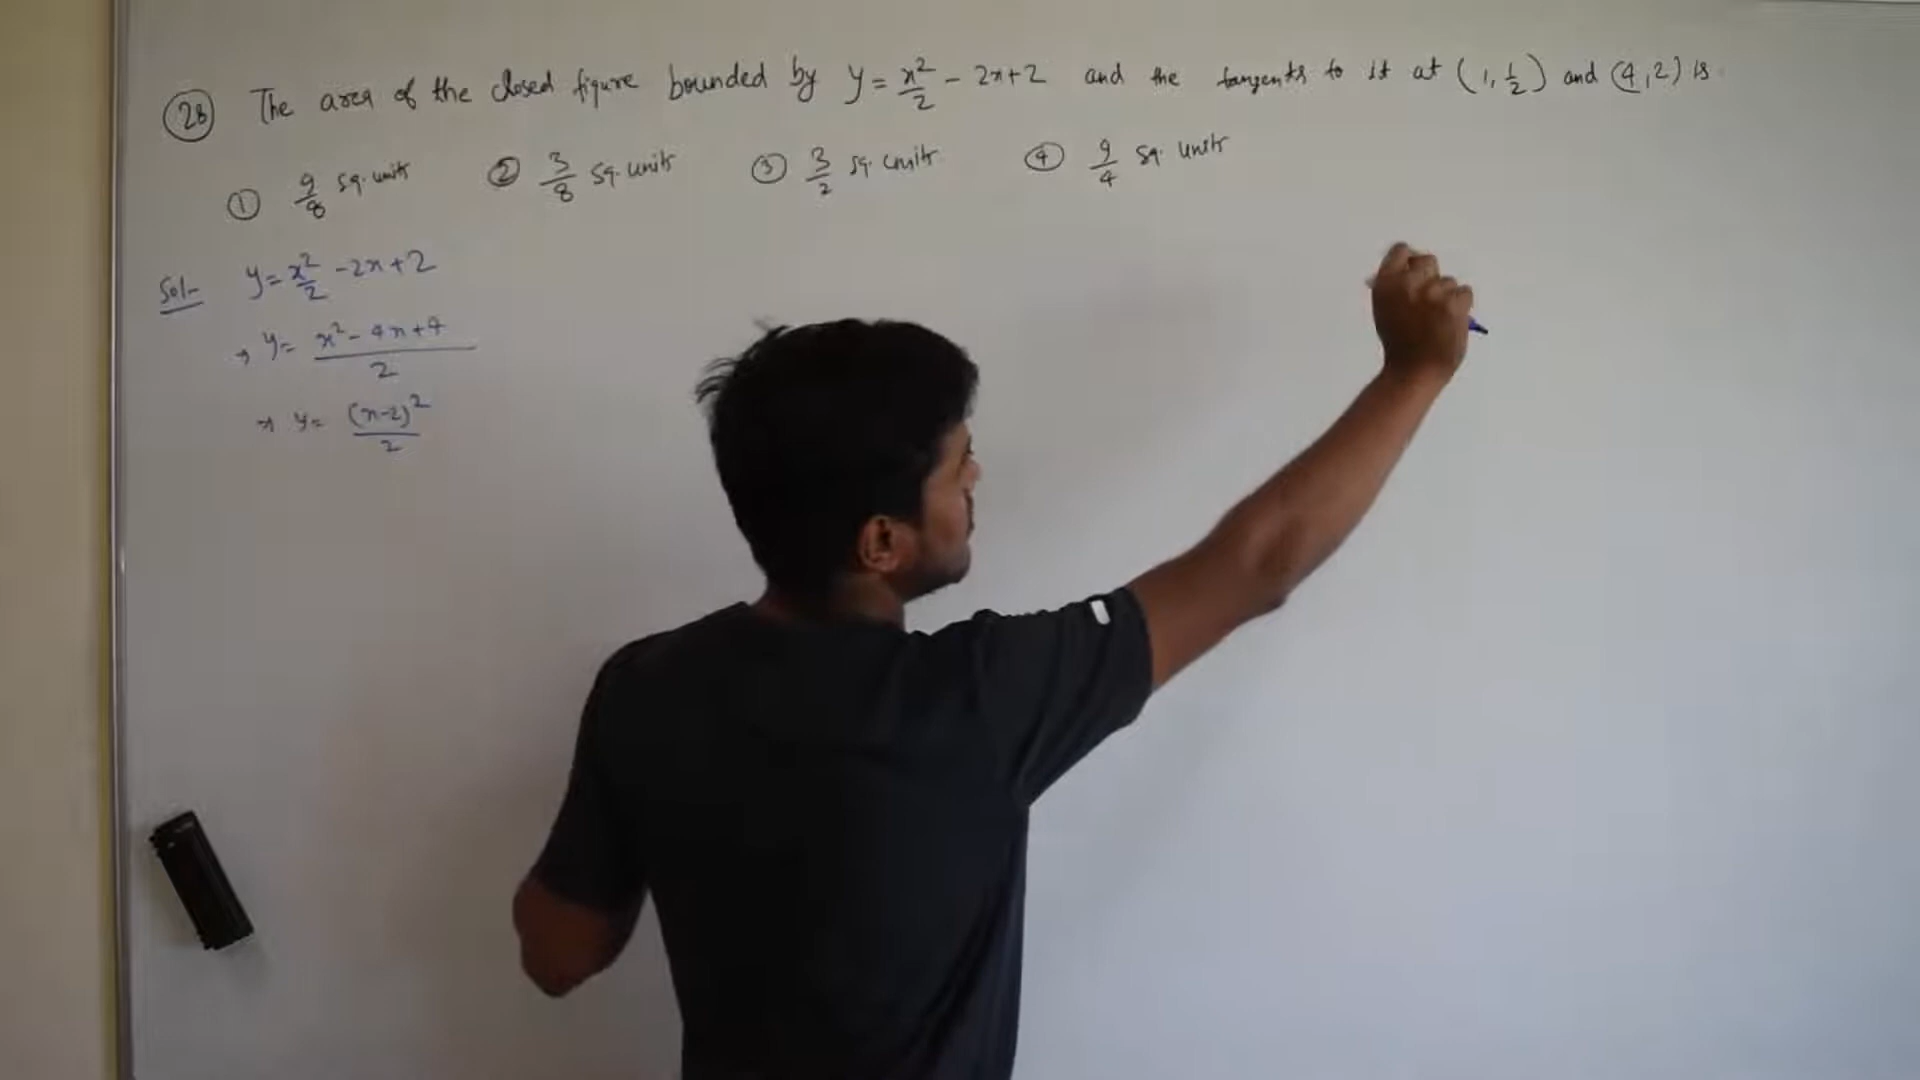 28 The area of the closed figure bounded by y = x²/2 - 2x+2 and the tangents to it at (1, 1/2) and (4,2) is.
① 9/8 sq. units ② 3/8 sq. units ③ 3/2 sq. units ④ 9/4 sq. units
Sol- y = x²/2 - 2x + 2
→ y = x² - 4x + 4 / 2
→ y = (x-2)²/2